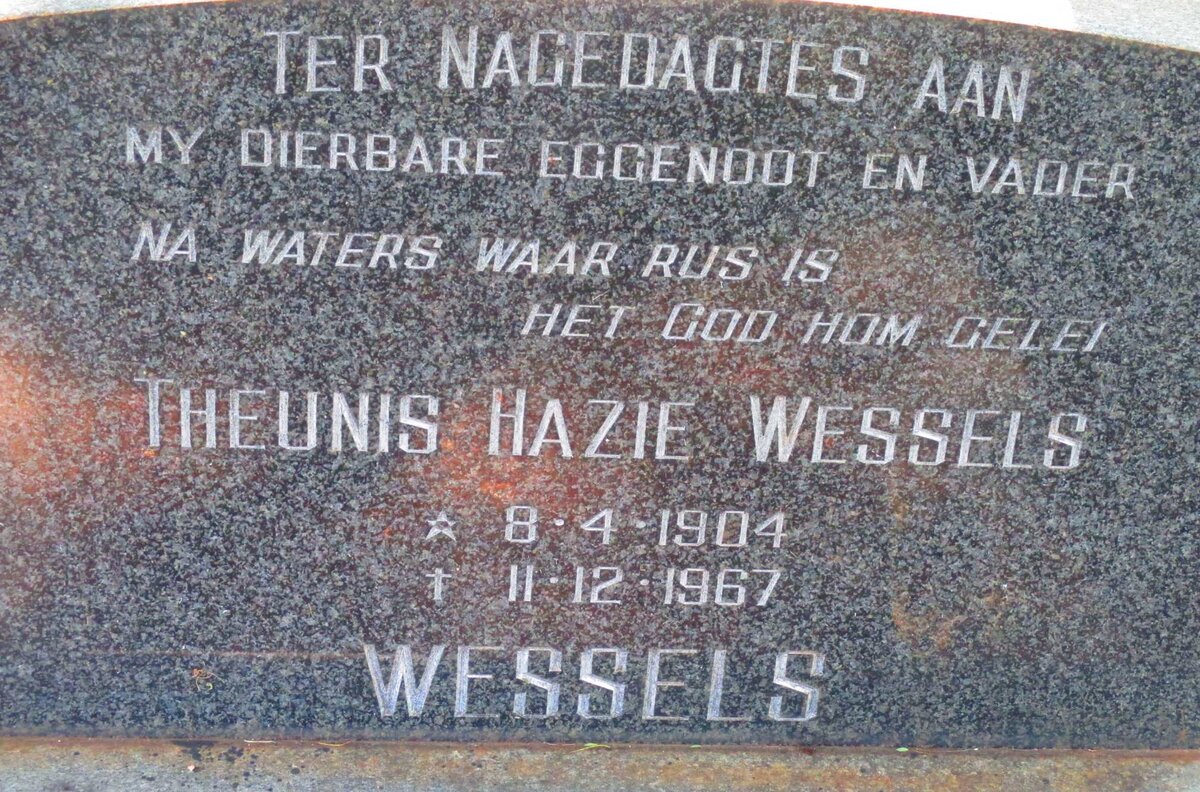 TER NAGEDAGTES AAN
MY DIERBARE EGGENOOT EN VADER
NA WATERS WAAR RUS IS
HET GOD HOM GELEI
THEUNIS HAZIE WESSELS
☆ 8·4·1904
† 11·12·1967
WESSELS